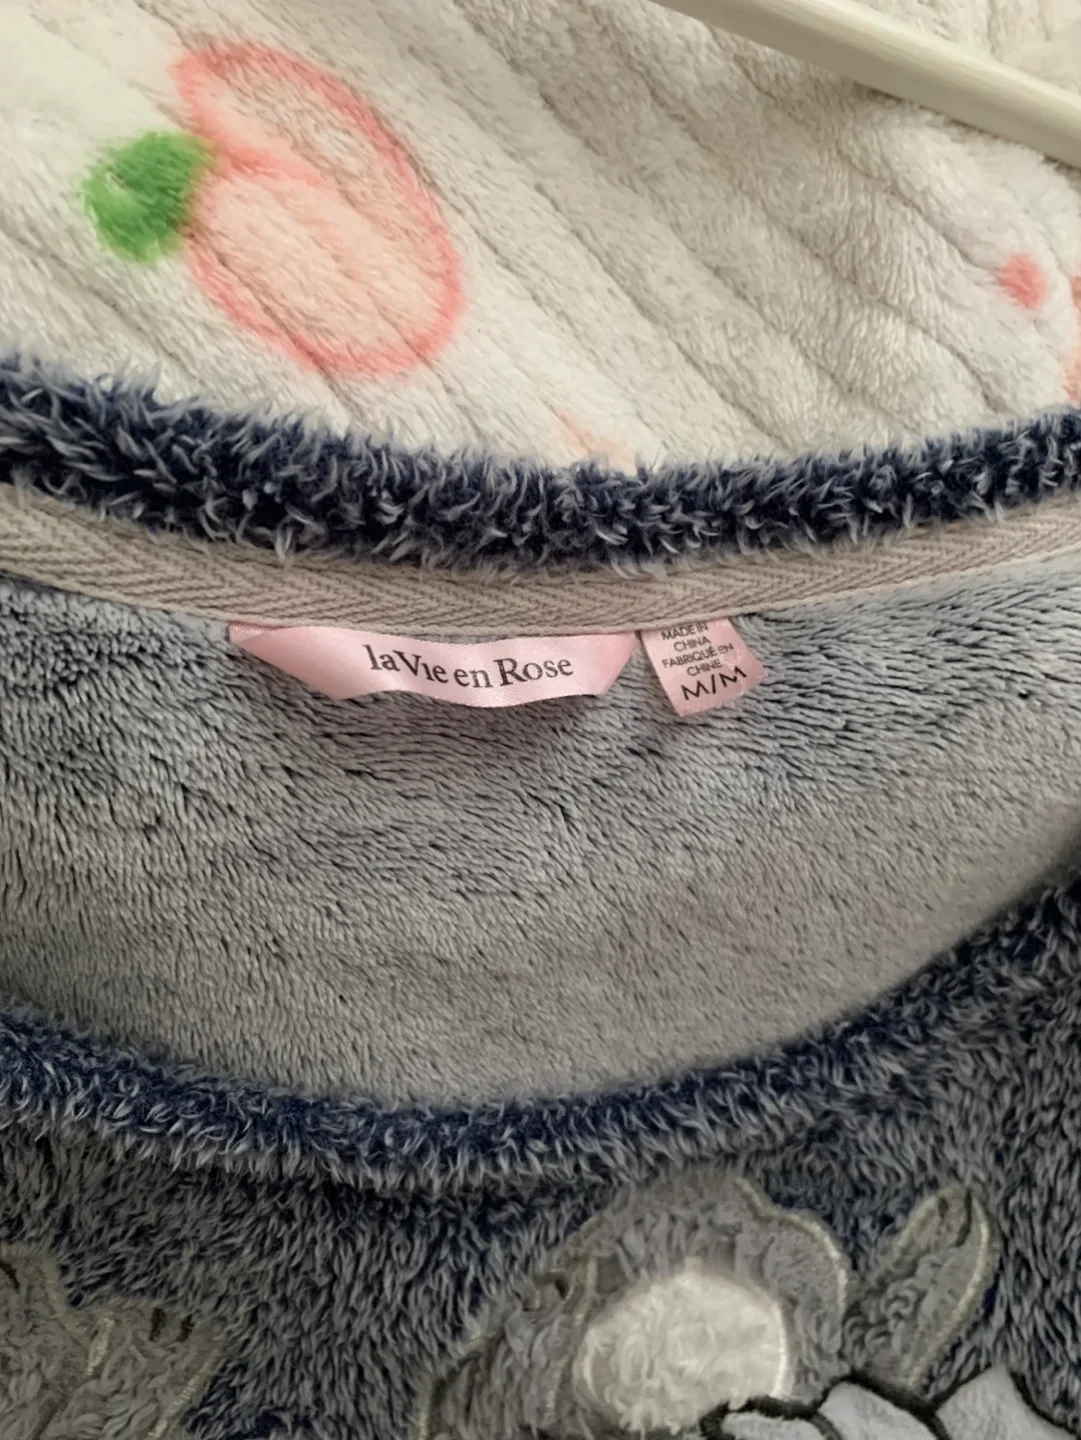 la Vie en Rose
MADE IN
CHINA
FABRIQUÉ EN
CHINE
M/M